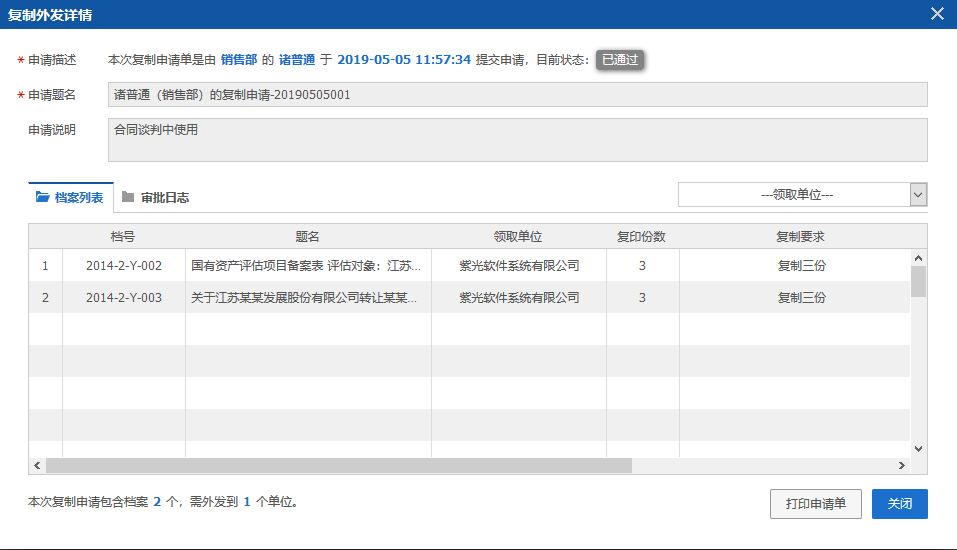 复制外发详情
* 申请描述 本次复制申请单是由 销售部 的 诸普通 于 2019-05-05 11:57:34 提交申请，目前状态： 已通过
* 申请题名 诸普通（销售部）的复制申请-20190505001
申请说明 合同谈判中使用
档案列表 审批日志 ---领取单位---
档号 题名 领取单位 复印份数 复制要求
1 2014-2-Y-002 国有资产评估项目备案表 评估对象：江苏... 紫光软件系统有限公司 3 复制三份
2 2014-2-Y-003 关于江苏某某发展股份有限公司转让某某... 紫光软件系统有限公司 3 复制三份
本次复制申请包含档案 2 个，需外发到 1 个单位。 打印申请单 关闭